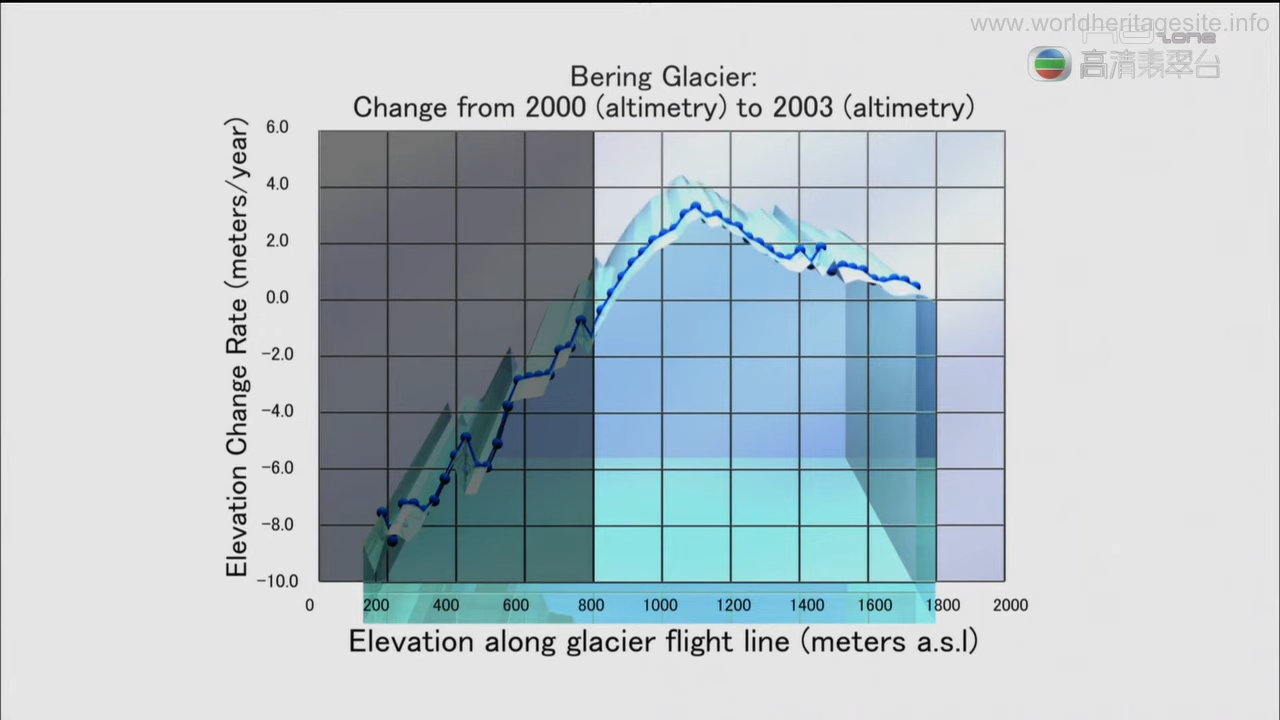 www.worldheritagesite.info
HD zone
高清翡翠台
Bering Glacier:
Change from 2000 (altimetry) to 2003 (altimetry)
Elevation Change Rate (meters/year)
6.0
4.0
2.0
0.0
-2.0
-4.0
-6.0
-8.0
-10.0
0 200 400 600 800 1000 1200 1400 1600 1800 2000
Elevation along glacier flight line (meters a.s.l)